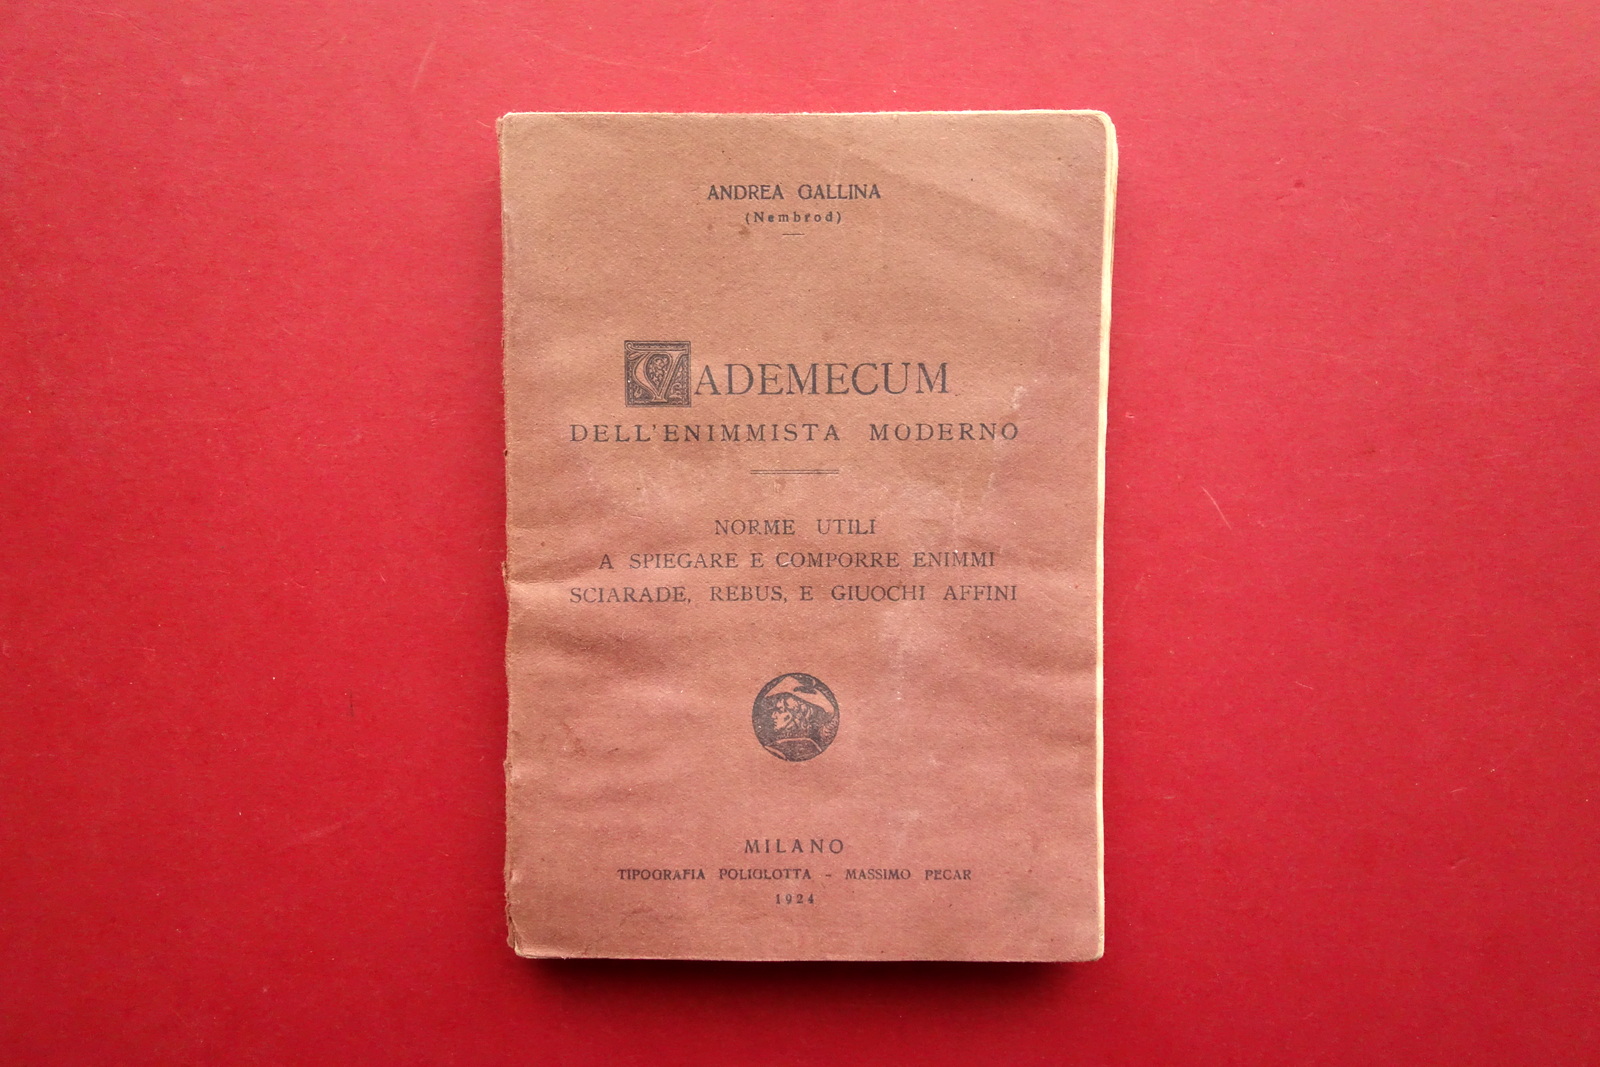 ANDREA GALLINA
(Nembrod)
VADEMECUM
DELL'ENIMMISTA MODERNO
NORME UTILI
A SPIEGARE E COMPORRE ENIMMI
SCIARADE, REBUS, E GIUOCHI AFFINI
MILANO
TIPOGRAFIA POLIGLOTTA - MASSIMO PECAR
1924